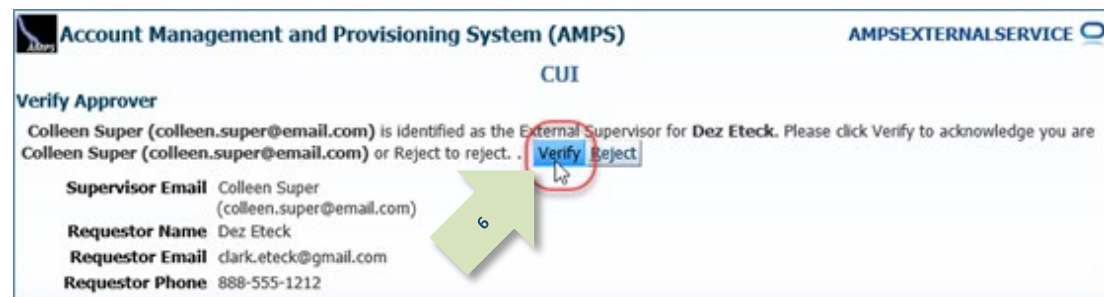 AMPS
Account Management and Provisioning System (AMPS)
AMPSEXTERNALSERVICE
CUI
Verify Approver
Colleen Super (colleen.super@email.com) is identified as the External Supervisor for Dez Eteck. Please click Verify to acknowledge you are
Colleen Super (colleen.super@email.com) or Reject to reject. . Verify Reject
Supervisor Email Colleen Super
(colleen.super@email.com)
6
Requestor Name Dez Eteck
Requestor Email clark.eteck@gmail.com
Requestor Phone 888-555-1212